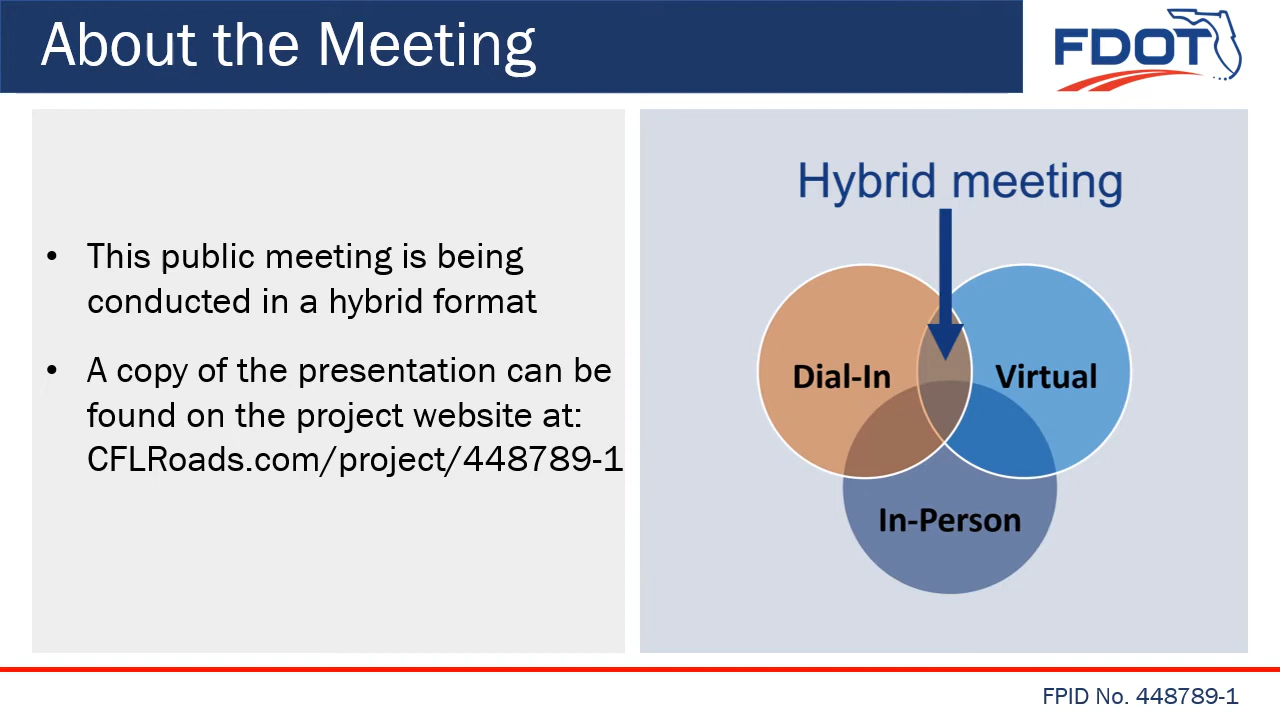 About the Meeting
FDOT
• This public meeting is being
conducted in a hybrid format
• A copy of the presentation can be
found on the project website at:
CFLRoads.com/project/448789-1
Hybrid meeting
Dial-In
Virtual
In-Person
FPID No. 448789-1